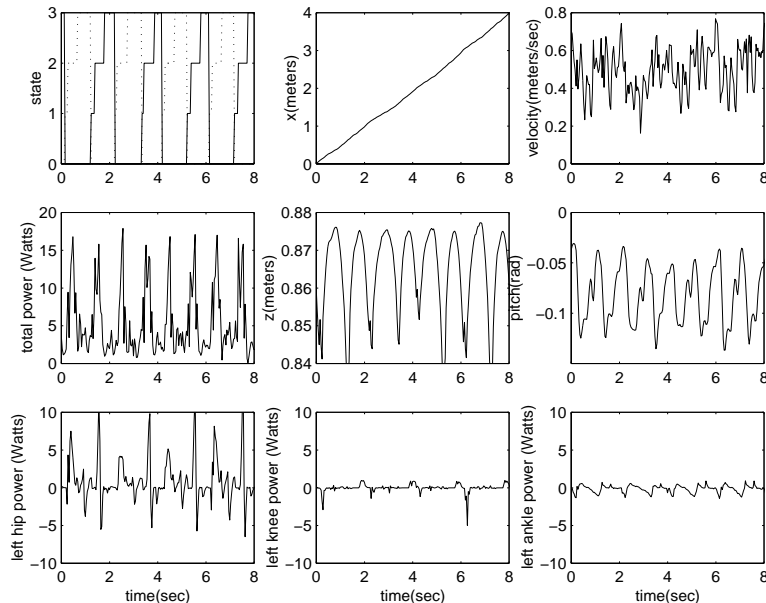 3
2
1
0
state
0 2 4 6 8
4
3
2
1
0
x(meters)
0 2 4 6 8
0.8
0.6
0.4
0.2
0
velocity(meters/sec)
0 2 4 6 8
20
15
10
5
0
total power (Watts)
0 2 4 6 8
0.88
0.87
0.86
0.85
0.84
z(meters)
0 2 4 6 8
−0.05
−0.1
pitch(rad)
0 2 4 6 8
10
5
0
−5
−10
left hip power (Watts)
0 2 4 6 8
time(sec)
10
5
0
−5
−10
left knee power (Watts)
0 2 4 6 8
time(sec)
10
5
0
−5
−10
left ankle power (Watts)
0 2 4 6 8
time(sec)